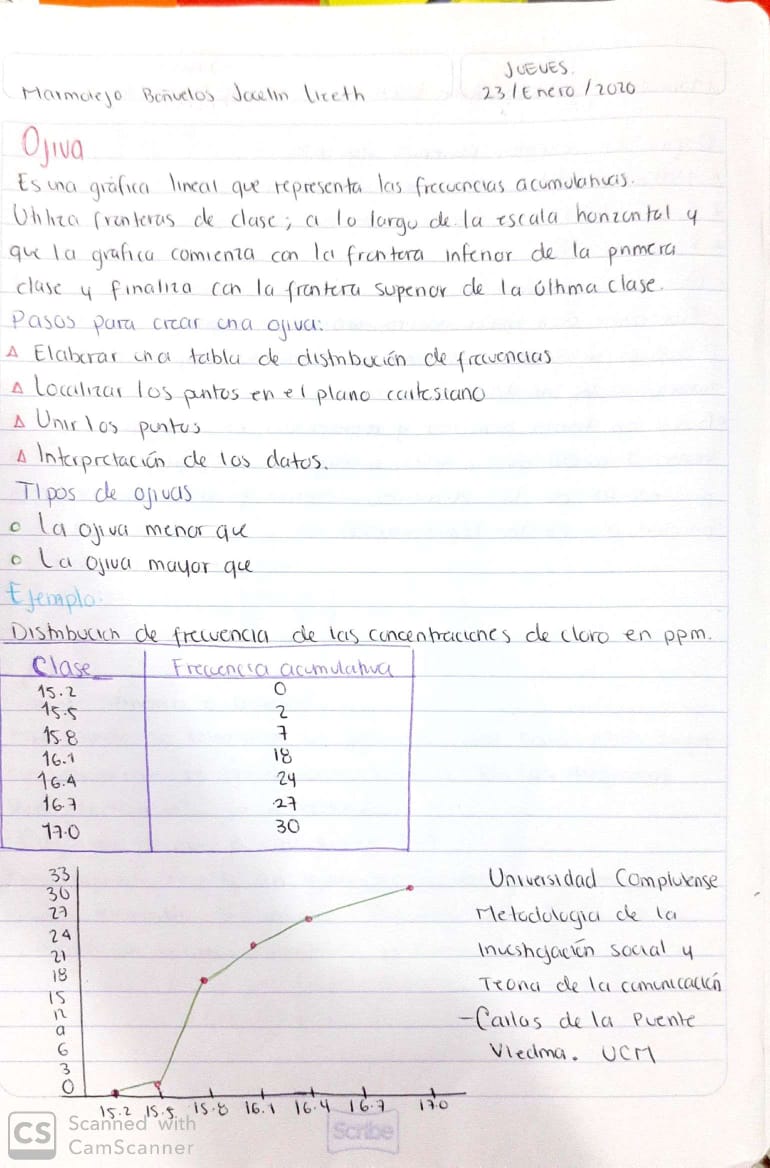 JUEVES.
Marmolejo Bañuelos Jocelin Lizeth
23/Enero/2020
Ojiva
Es una gráfica lineal que representa las frecuencias acumulativas.
Utiliza fronteras de clase; a lo largo de la escala horizontal y
que la grafica comienza con la frontera inferior de la primera
clase y finaliza con la frontera superior de la última clase.
Pasos para crear una ojiva:
Δ Elaborar una tabla de distribución de frecuencias
Δ Localizar los puntos en el plano cartesiano
Δ Unir los puntos
Δ Interpretación de los datos.
Tipos de ojivas
o La ojiva menor que
o La ojiva mayor que
Ejemplo:
Distribución de frecuencia de las concentraciones de cloro en ppm.
Clase Frecuencia acumulativa
15.2 0
15.5 2
15.8 7
16.1 18
16.4 24
16.7 27
17.0 30
33
30
27
24
21
18
15
12
9
6
3
0
15.2 15.5 15.8 16.1 16.4 16.7 17.0
Universidad Complutense
Metodologia de la
Investigación social y
Teoria de la comunicación
-Carlos de la Puente
Viedma. UCM
CS Scanned with
CamScanner
Scribe